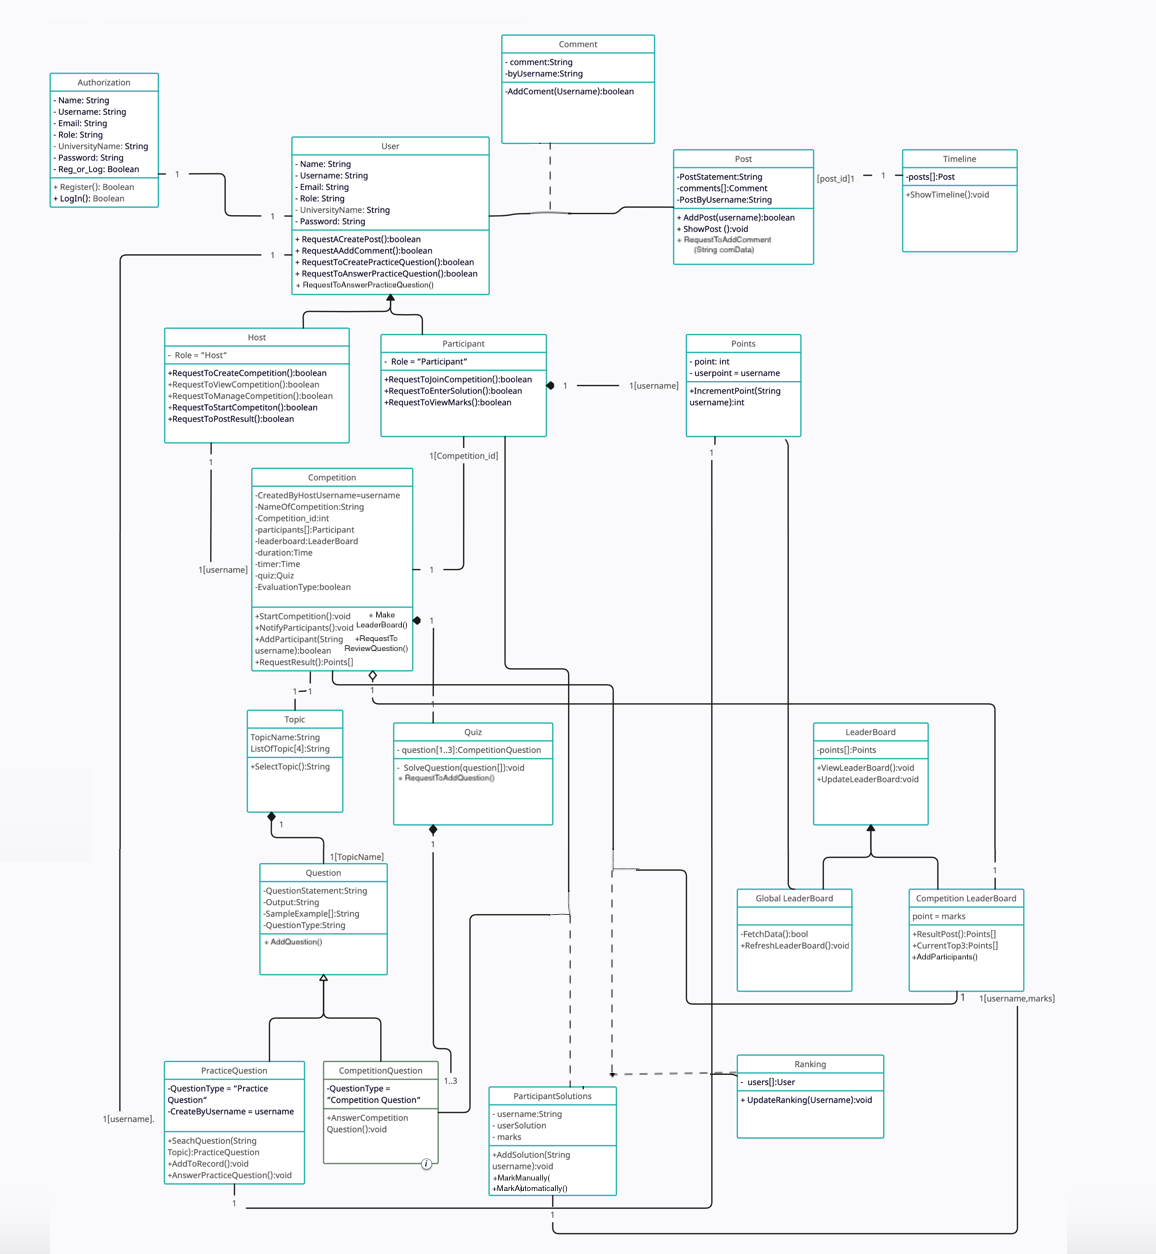 Comment
- comment:String
-byUsername:String
-AddComent(Username):boolean
Authorization
- Name: String
- Username: String
- Email: String
- Role: String
- UniversityName: String
- Password: String
- Reg_or_Log: Boolean
+ Register(): Boolean
+ LogIn(): Boolean
1
1
User
- Name: String
- Username: String
- Email: String
- Role: String
- UniversityName: String
- Password: String
+ RequestACreatePost():boolean
+ RequestAAddComment():boolean
+ RequestToCreatePracticeQuestion():boolean
+ RequestToAnswerPracticeQuestion():boolean
+ RequestToAnswerPracticeQuestion()
1
Post
-PostStatement:String
-comments[]:Comment
-PostByUsername:String
+ AddPost(username):boolean
+ ShowPost ():void
+ RequestToAddComment
(String comData)
[post_id]1
1
Timeline
-posts[]:Post
+ShowTimeline():void
Host
- Role = "Host"
+RequestToCreateCompetition():boolean
+RequestToViewCompetition():boolean
+RequestToManageCompetition():boolean
+RequestToStartCompetiton():boolean
+RequestToPostResult():boolean
1
1[username]
Participant
- Role = "Participant"
+RequestToJoinCompetition():boolean
+RequestToEnterSolution():boolean
+RequestToViewMarks():boolean
1
1[username]
Points
- point: int
- userpoint = username
+IncrementPoint(String
username):int
1
1[Competition_id]
1
Competition
-CreatedByHostUsername=username
-NameOfCompetition:String
-Competition_id:int
-participants[]:Participant
-leaderboard:LeaderBoard
-duration:Time
-timer:Time
-quiz:Quiz
-EvaluationType:boolean
+StartCompetition():void
+NotifyParticipants():void
+AddParticipant(String
username):boolean
+RequestResult():Points[]
+ Make
LeaderBoard()
+RequestTo
ReviewQuestion()
1
1
1
1
1
Topic
TopicName:String
ListOfTopic[4]:String
+SelectTopic():String
1
1[TopicName]
Quiz
- question[1..3]:CompetitionQuestion
- SolveQuestion(question[]):void
+ RequestToAddQuestion()
1
1..3
LeaderBoard
-points[]:Points
+ViewLeaderBoard():void
+UpdateLeaderBoard:void
1
Question
-QuestionStatement:String
-Output:String
-SampleExample[]:String
-QuestionType:String
+ AddQuestion()
Global LeaderBoard
-FetchData():bool
+RefreshLeaderBoard():void
Competition LeaderBoard
point = marks
+ResultPost():Points[]
+CurrentTop3:Points[]
+AddParticipants()
1
1[username,marks]
PracticeQuestion
-QuestionType = "Practice
Question"
-CreateByUsername = username
+SeachQuestion(String
Topic):PracticeQuestion
+AddToRecord():void
+AnswerPracticeQuestion():void
1[username].
1
CompetitionQuestion
-QuestionType =
"Competition Question"
+AnswerCompetition
Question():void
i
ParticipantSolutions
- username:String
- userSolution
- marks
+AddSolution(String
username):void
+MarkManually(
+MarkAutomatically()
1
Ranking
- users[]:User
+ UpdateRanking(Username):void